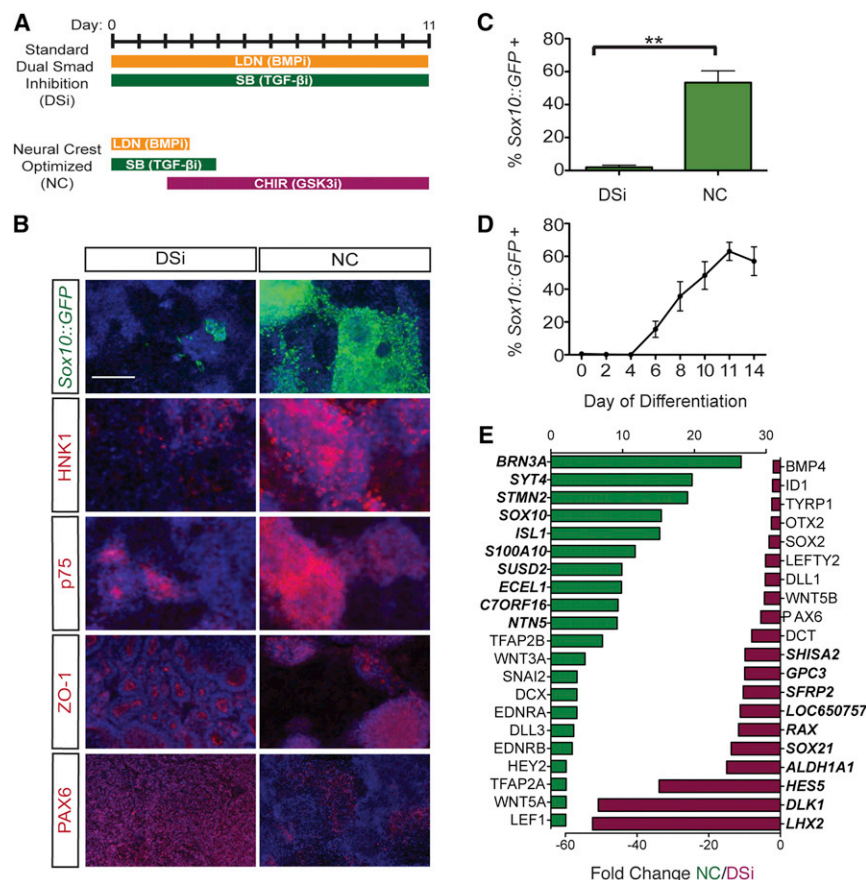 A
Day: 0 11
Standard
Dual Smad
Inhibition
(DSi)
LDN (BMPi)
SB (TGF-βi)
Neural Crest
Optimized
(NC)
LDN (BMPi)
SB (TGF-βi)
CHIR (GSK3i)
B
DSi NC
Sox10::GFP
HNK1
p75
ZO-1
PAX6
C
% Sox10::GFP +
80
60
40
20
0
**
DSi NC
D
% Sox10::GFP +
80
60
40
20
0
0 2 4 6 8 10 12 14
Day of Differentiation
E
0 10 20 30
BRN3A
SYT4
STMN2
SOX10
ISL1
S100A10
SUSD2
ECEL1
C7ORF16
NTN5
TFAP2B
WNT3A
SNAI2
DCX
EDNRA
DLL3
EDNRB
HEY2
TFAP2A
WNT5A
LEF1
BMP4
ID1
TYRP1
OTX2
SOX2
LEFTY2
DLL1
WNT5B
PAX6
DCT
SHISA2
GPC3
SFRP2
LOC650757
RAX
SOX21
ALDH1A1
HES5
DLK1
LHX2
-60 -40 -20 0
Fold Change NC/DSi